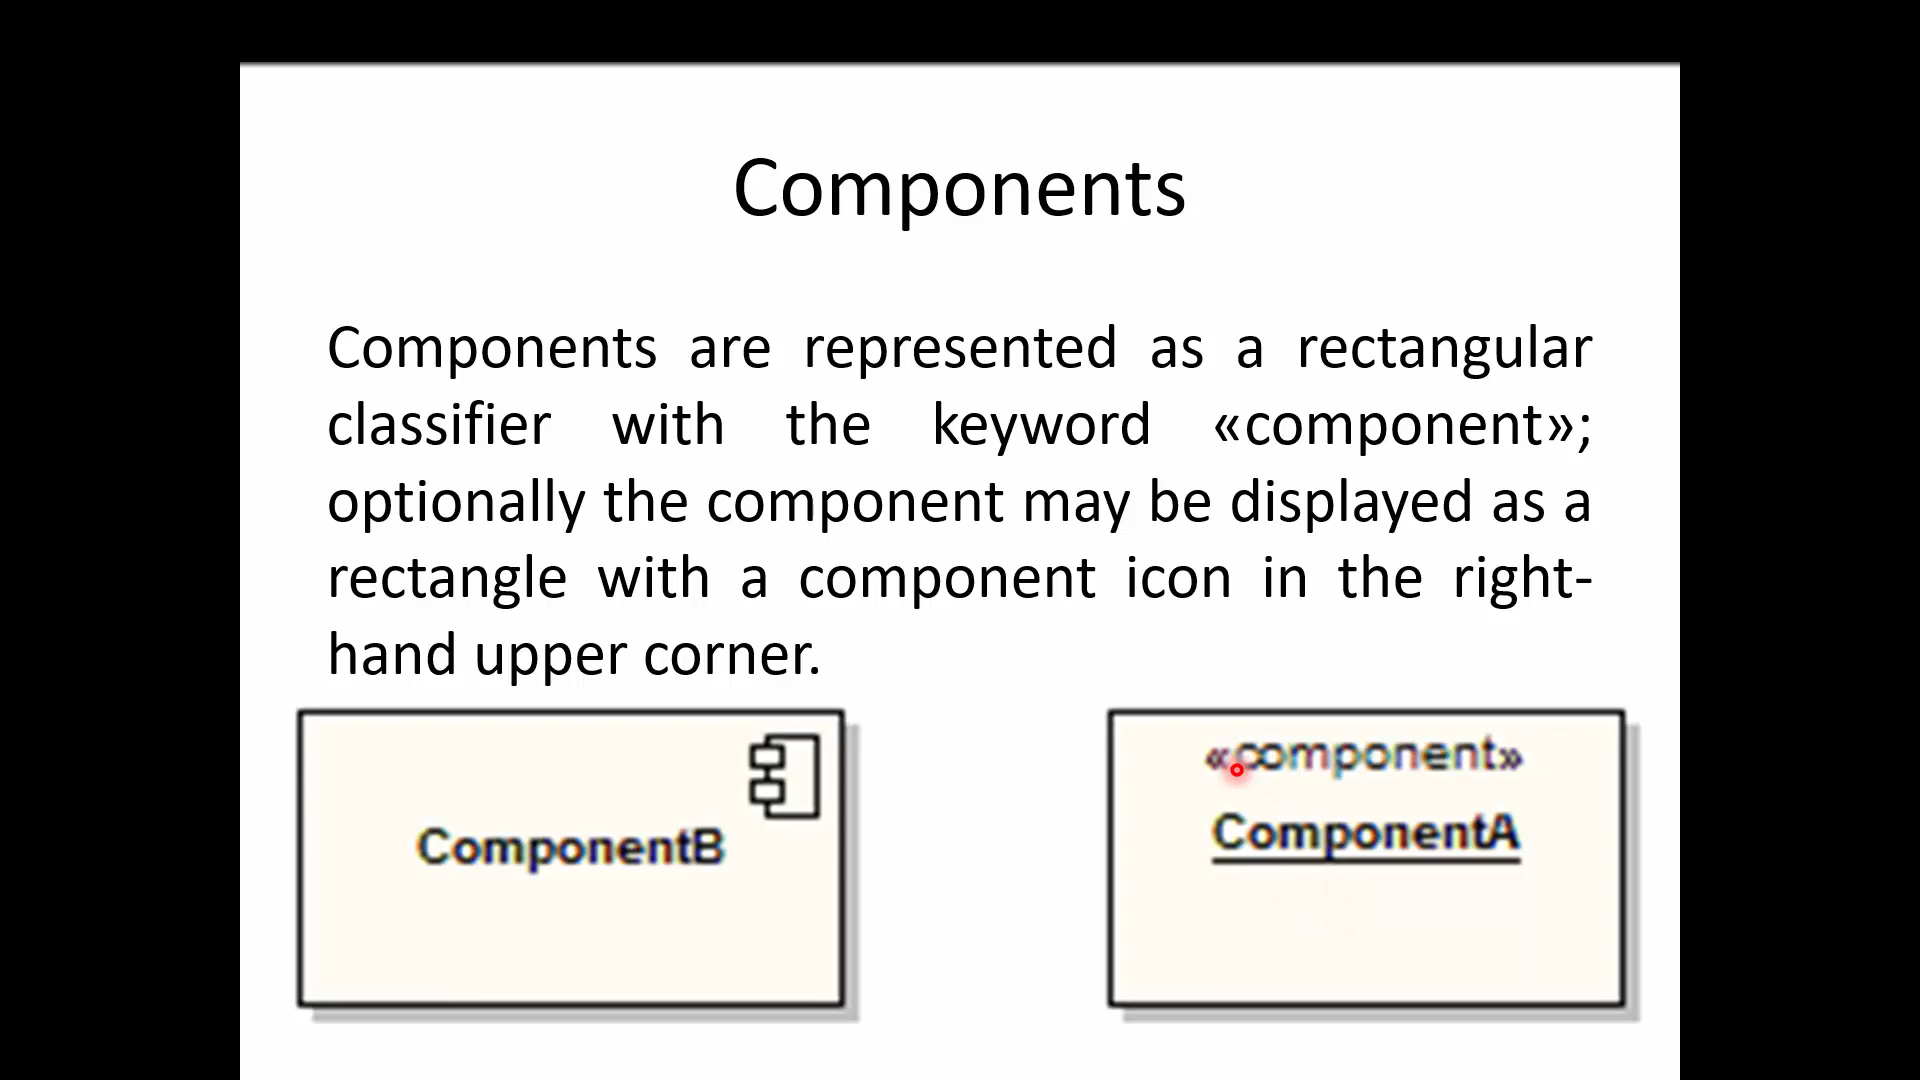 Components
Components are represented as a rectangular
classifier with the keyword «component»;
optionally the component may be displayed as a
rectangle with a component icon in the right-
hand upper corner.
ComponentB
«component»
ComponentA